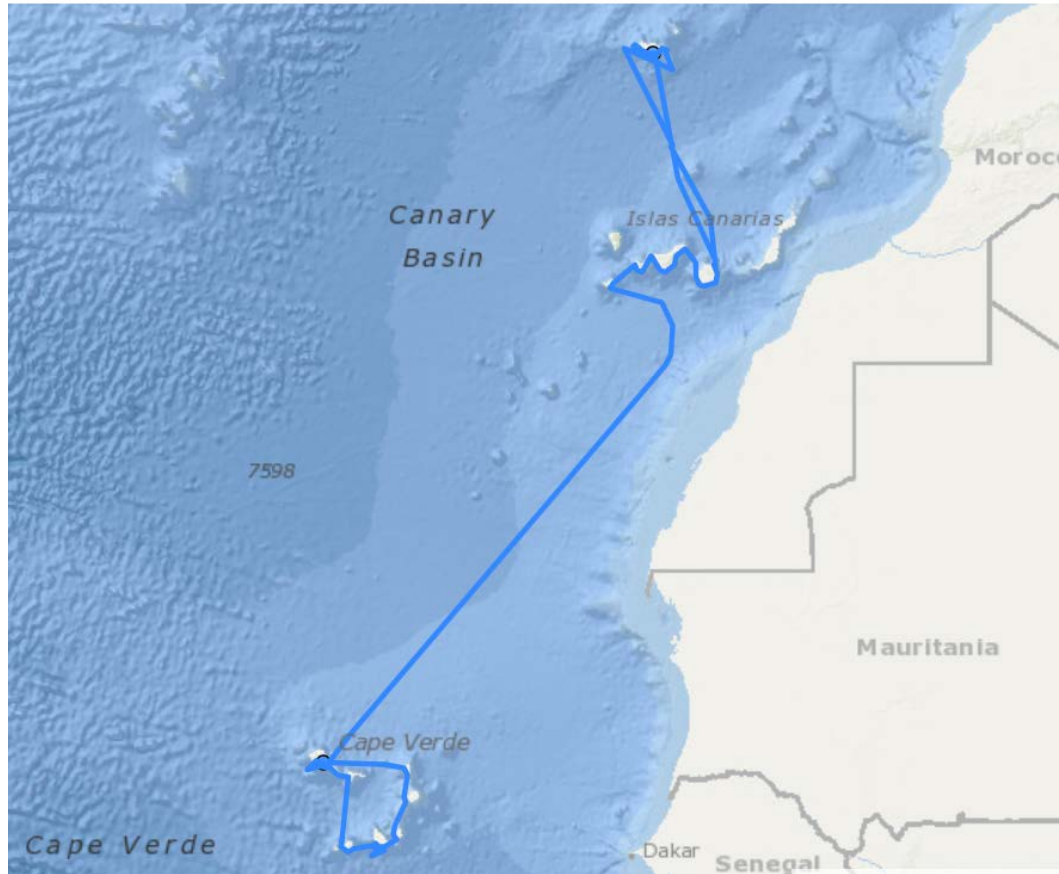 Moroc
Canary
Basin
Islas Canarias
7598
Mauritania
Cape Verde
Cape Verde
Dakar
Senegal